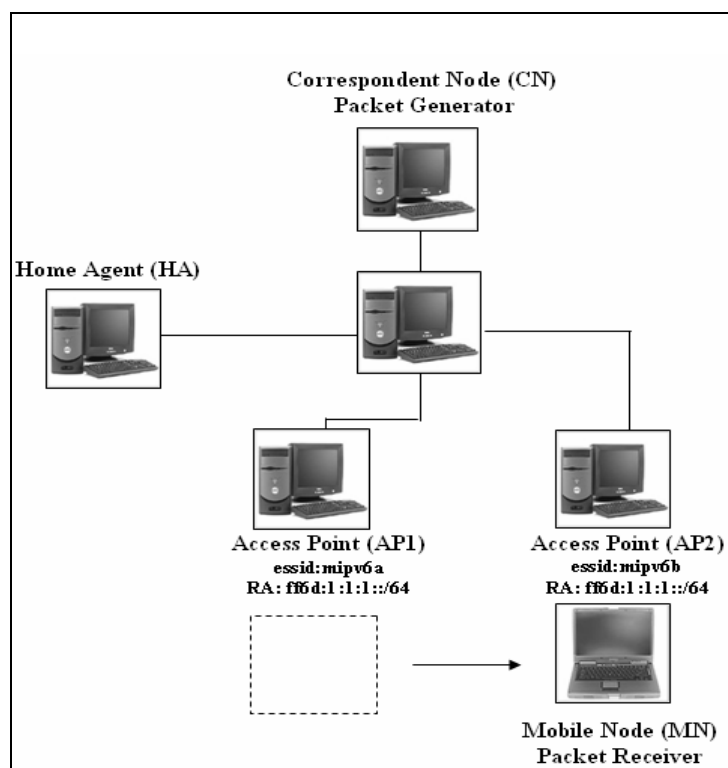 Correspondent Node (CN)
Packet Generator
Home Agent (HA)
Access Point (AP1)
essid:mipv6a
RA: ff6d:1:1:1::/64
Access Point (AP2)
essid:mipv6b
RA: ff6d:1:1:1::/64
Mobile Node (MN)
Packet Receiver